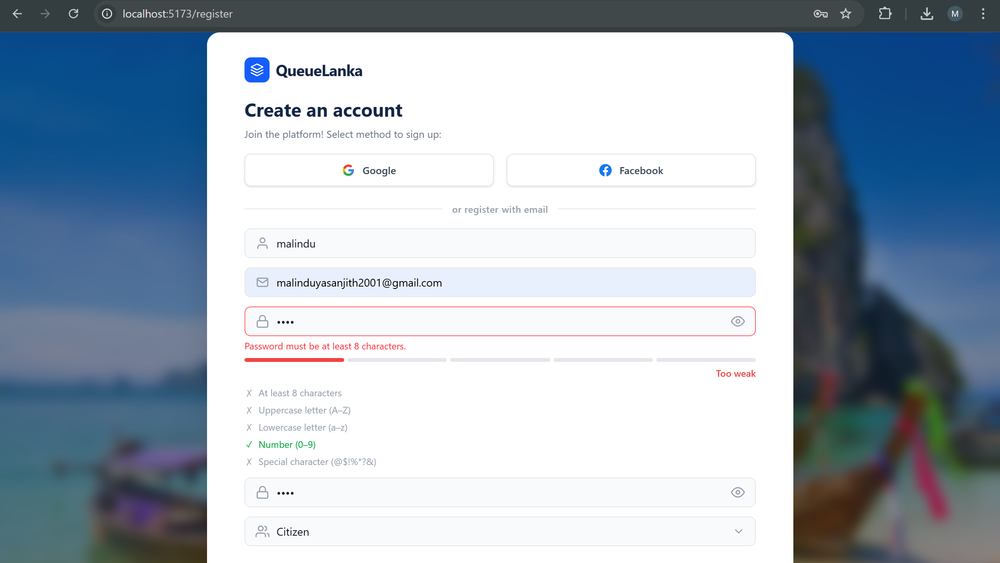 localhost:5173/register
M
QueueLanka
Create an account
Join the platform! Select method to sign up:
Google
Facebook
or register with email
malindu
malinduyasanjith2001@gmail.com
••••
Password must be at least 8 characters.
Too weak
✗ At least 8 characters
✗ Uppercase letter (A–Z)
✗ Lowercase letter (a–z)
✓ Number (0–9)
✗ Special character (@$!%*?&)
••••
Citizen